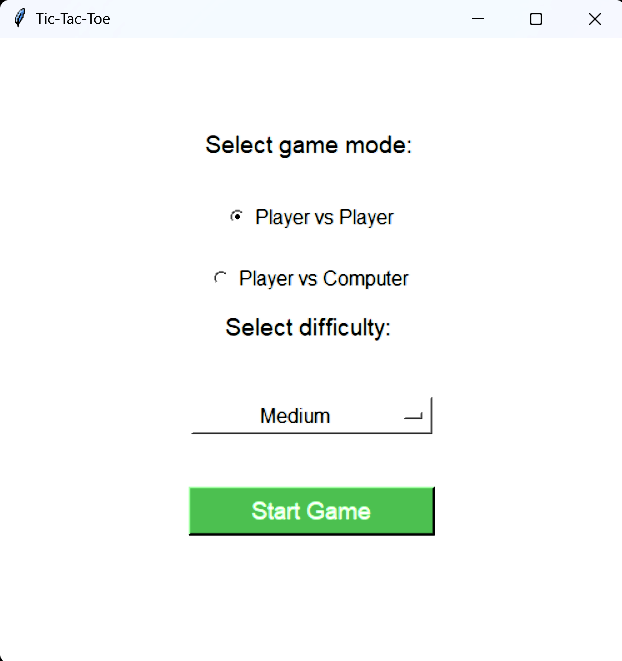 Tic-Tac-Toe
Select game mode:
Player vs Player
Player vs Computer
Select difficulty:
Medium
Start Game